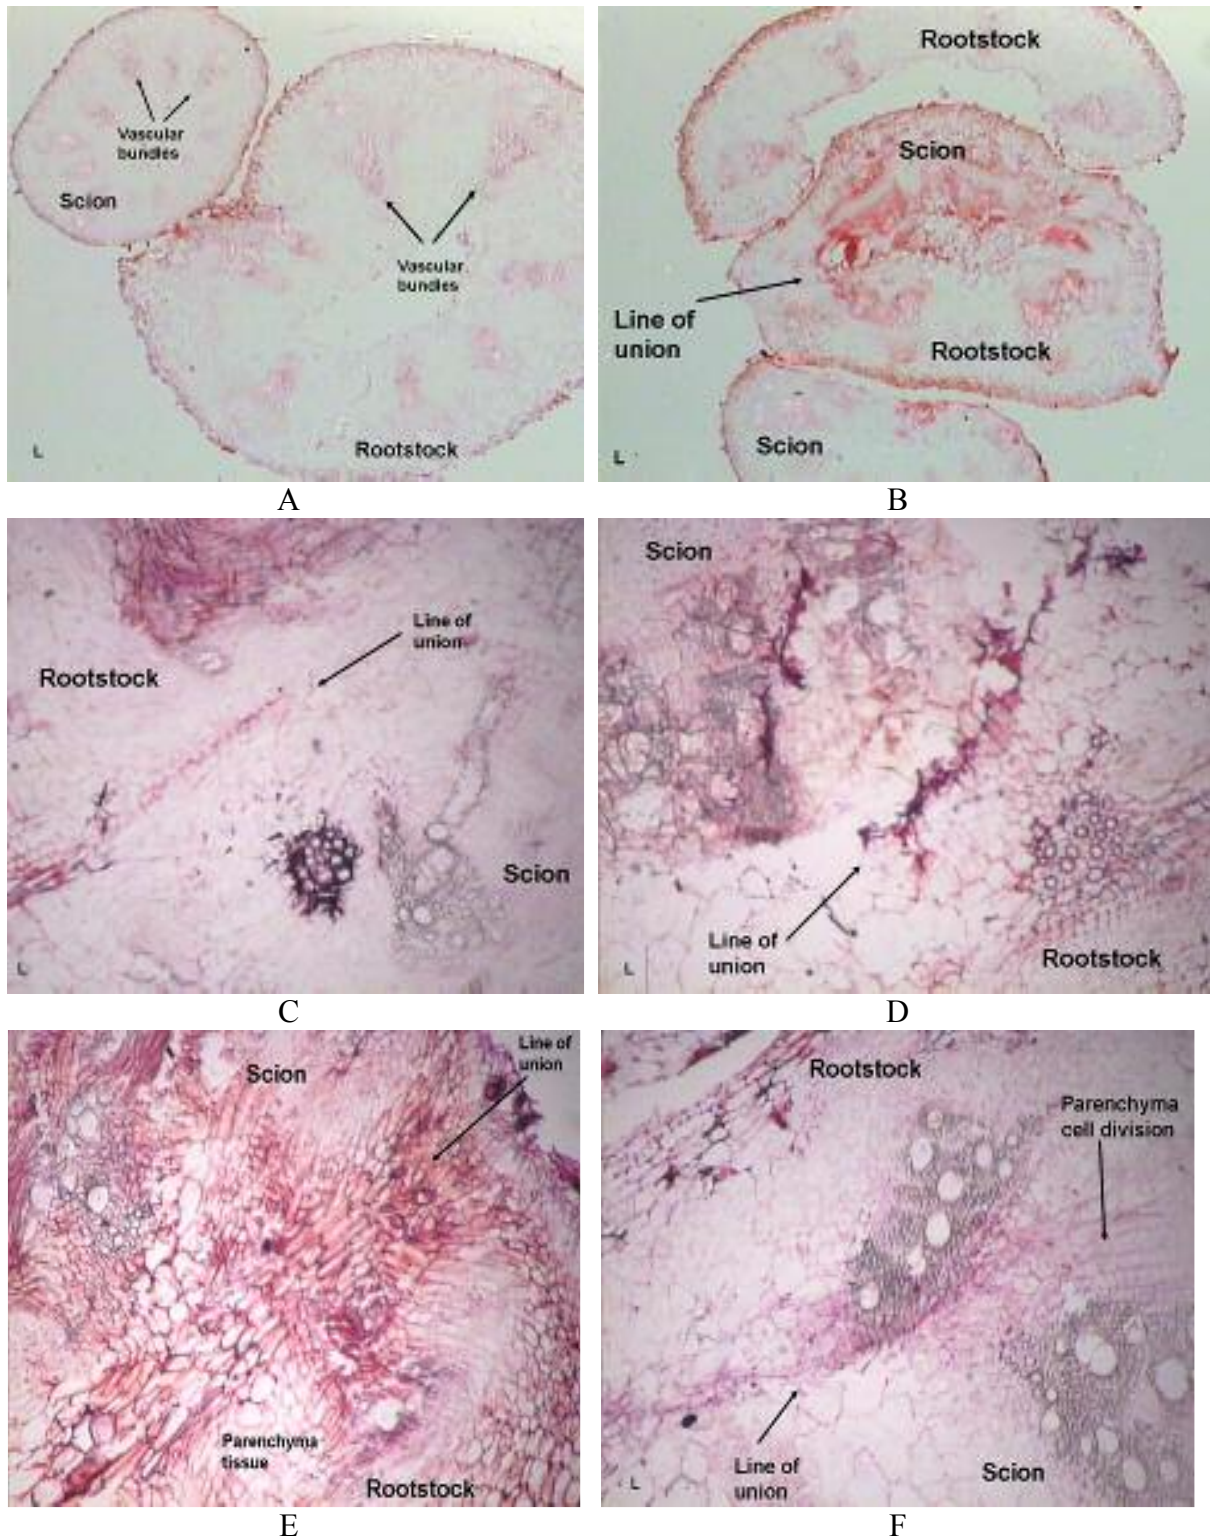 Vascular
bundles
Scion
Vascular
bundles
Rootstock
L
A
Rootstock
Scion
Line of
union
Rootstock
Scion
L
B
Line of
union
Rootstock
Scion
L
C
Scion
Line of
union
Rootstock
L
D
Line of
union
Scion
Parenchyma
tissue
Rootstock
E
Rootstock
Parenchyma
cell division
Line of
union
Scion
L
F